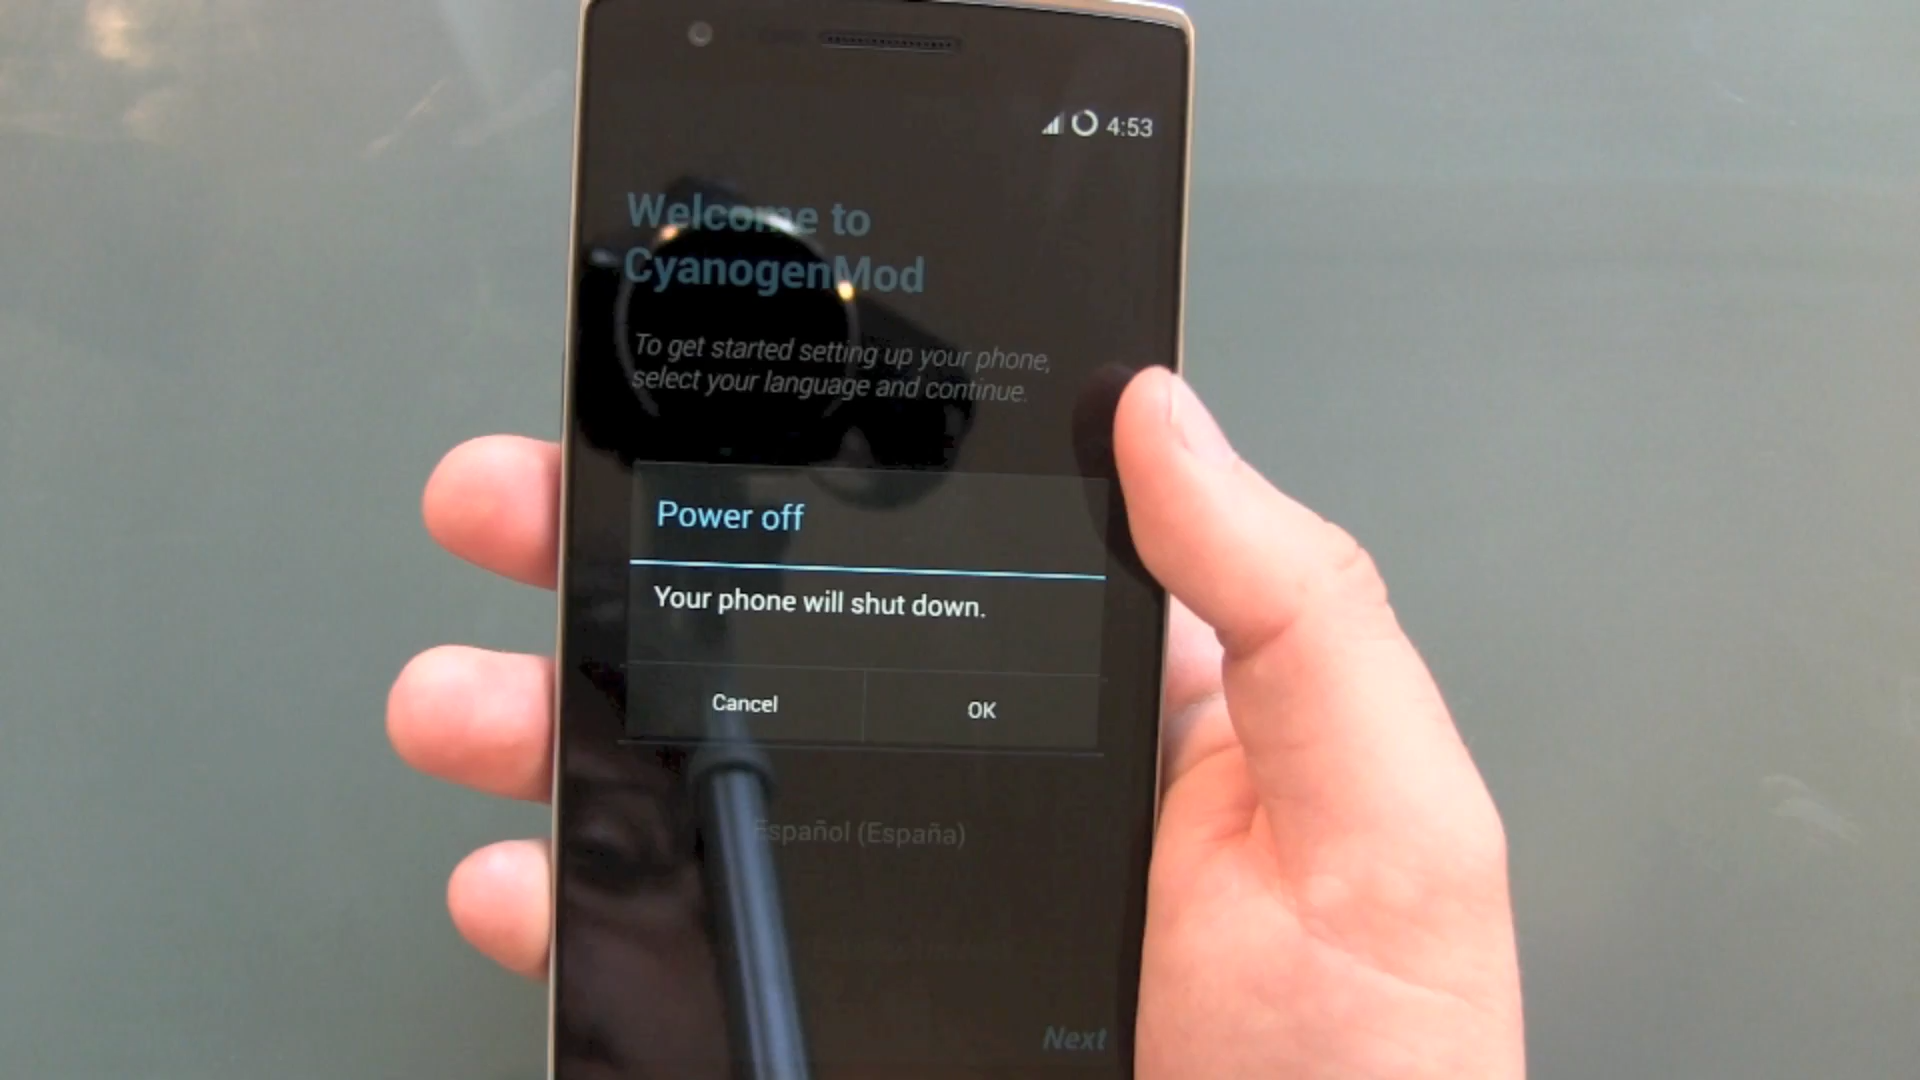 4:53
Welcome to
CyanogenMod
To get started setting up your phone,
select your language and continue.
Power off
Your phone will shut down.
Cancel OK
Español (España)
Next